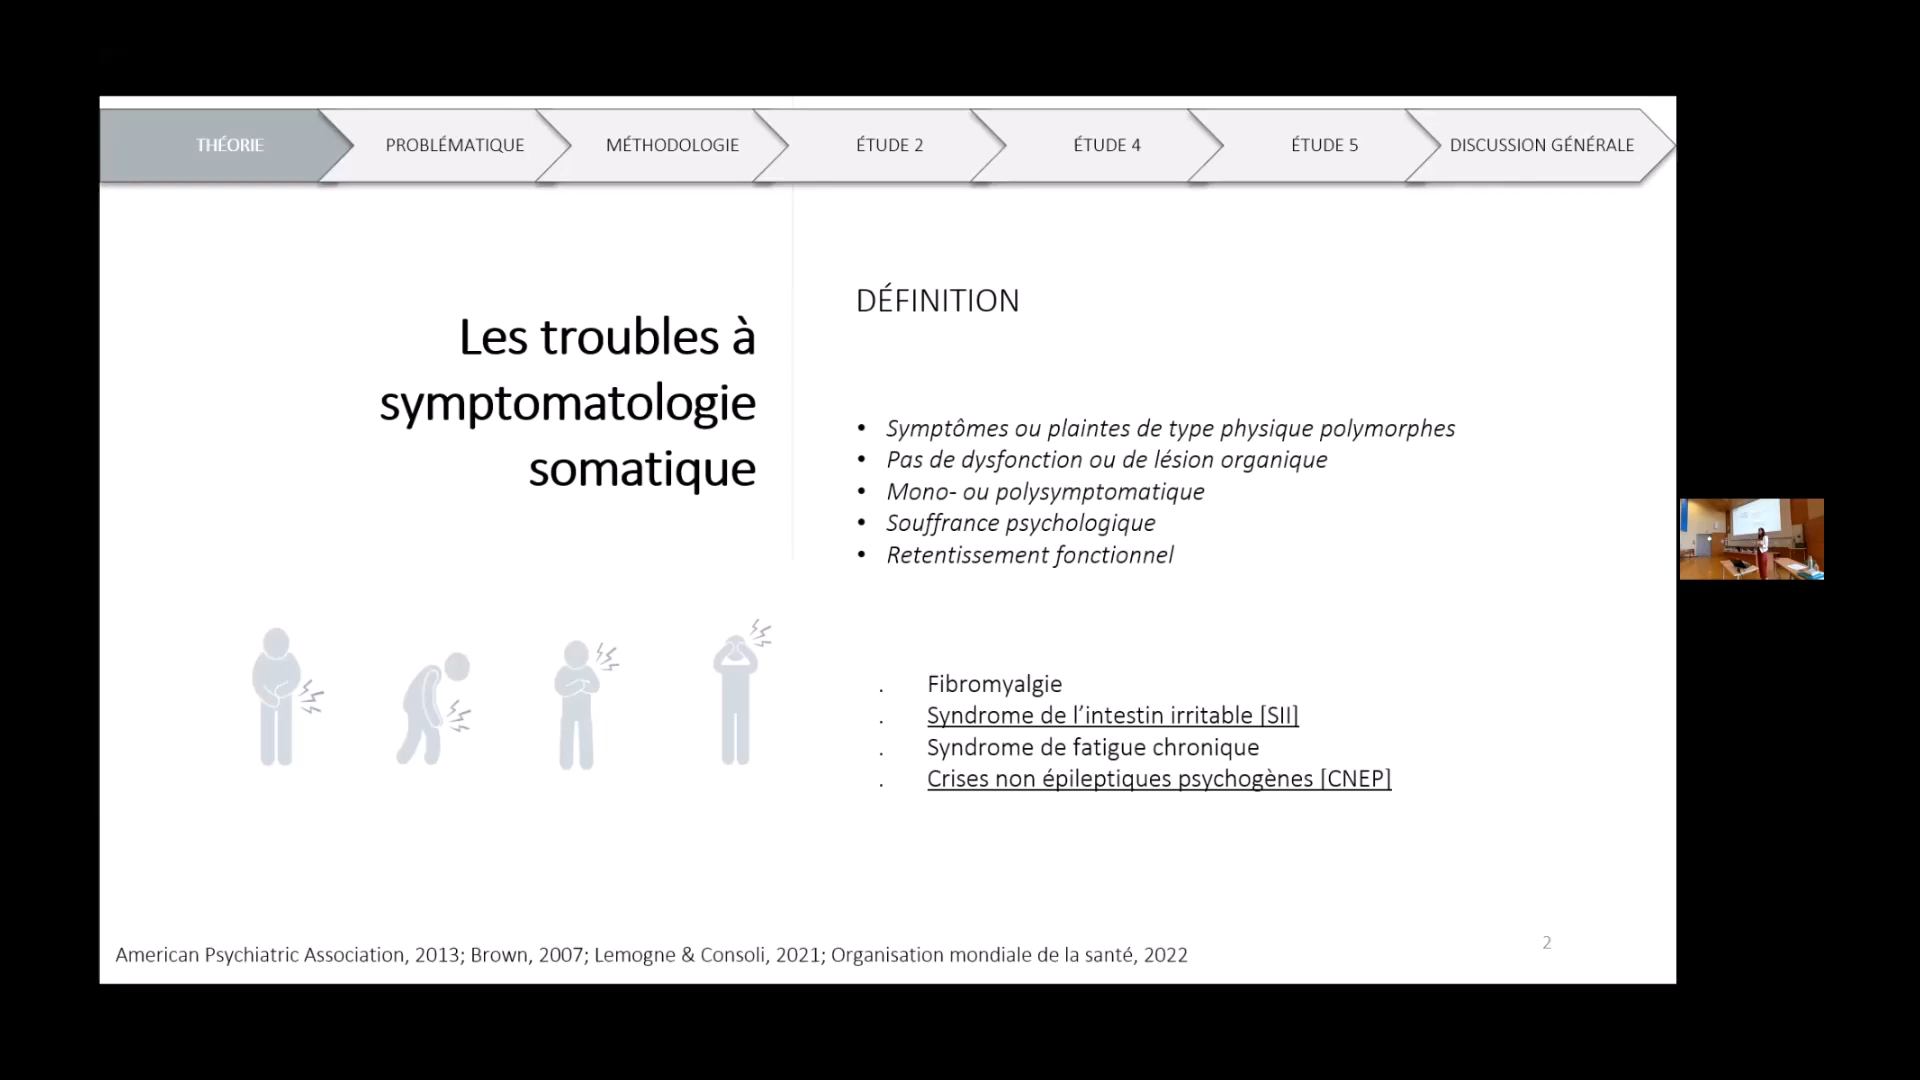 THÉORIE
PROBLÉMATIQUE
MÉTHODOLOGIE
ÉTUDE 2
ÉTUDE 4
ÉTUDE 5
DISCUSSION GÉNÉRALE
Les troubles à
symptomatologie
somatique
DÉFINITION
• Symptômes ou plaintes de type physique polymorphes
• Pas de dysfonction ou de lésion organique
• Mono- ou polysymptomatique
• Souffrance psychologique
• Retentissement fonctionnel
. Fibromyalgie
. Syndrome de l’intestin irritable [SII]
. Syndrome de fatigue chronique
. Crises non épileptiques psychogènes [CNEP]
American Psychiatric Association, 2013; Brown, 2007; Lemogne & Consoli, 2021; Organisation mondiale de la santé, 2022
2